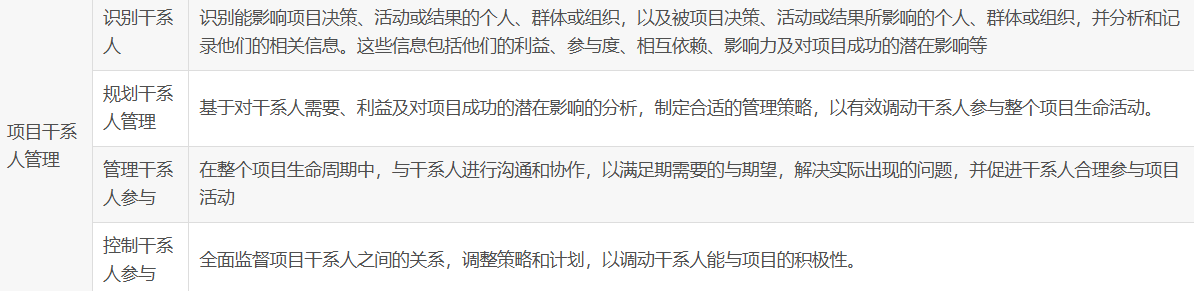 项目干系
人管理
识别干系
人
识别能影响项目决策、活动或结果的个人、群体或组织，以及被项目决策、活动或结果所影响的个人、群体或组织，并分析和记
录他们的相关信息。这些信息包括他们的利益、参与度、相互依赖、影响力及对项目成功的潜在影响等
规划干系
人管理
基于对干系人需要、利益及对项目成功的潜在影响的分析，制定合适的管理策略，以有效调动干系人参与整个项目生命活动。
管理干系
人参与
在整个项目生命周期中，与干系人进行沟通和协作，以满足期需要的与期望，解决实际出现的问题，并促进干系人合理参与项目
活动
控制干系
人参与
全面监督项目干系人之间的关系，调整策略和计划，以调动干系人能与项目的积极性。